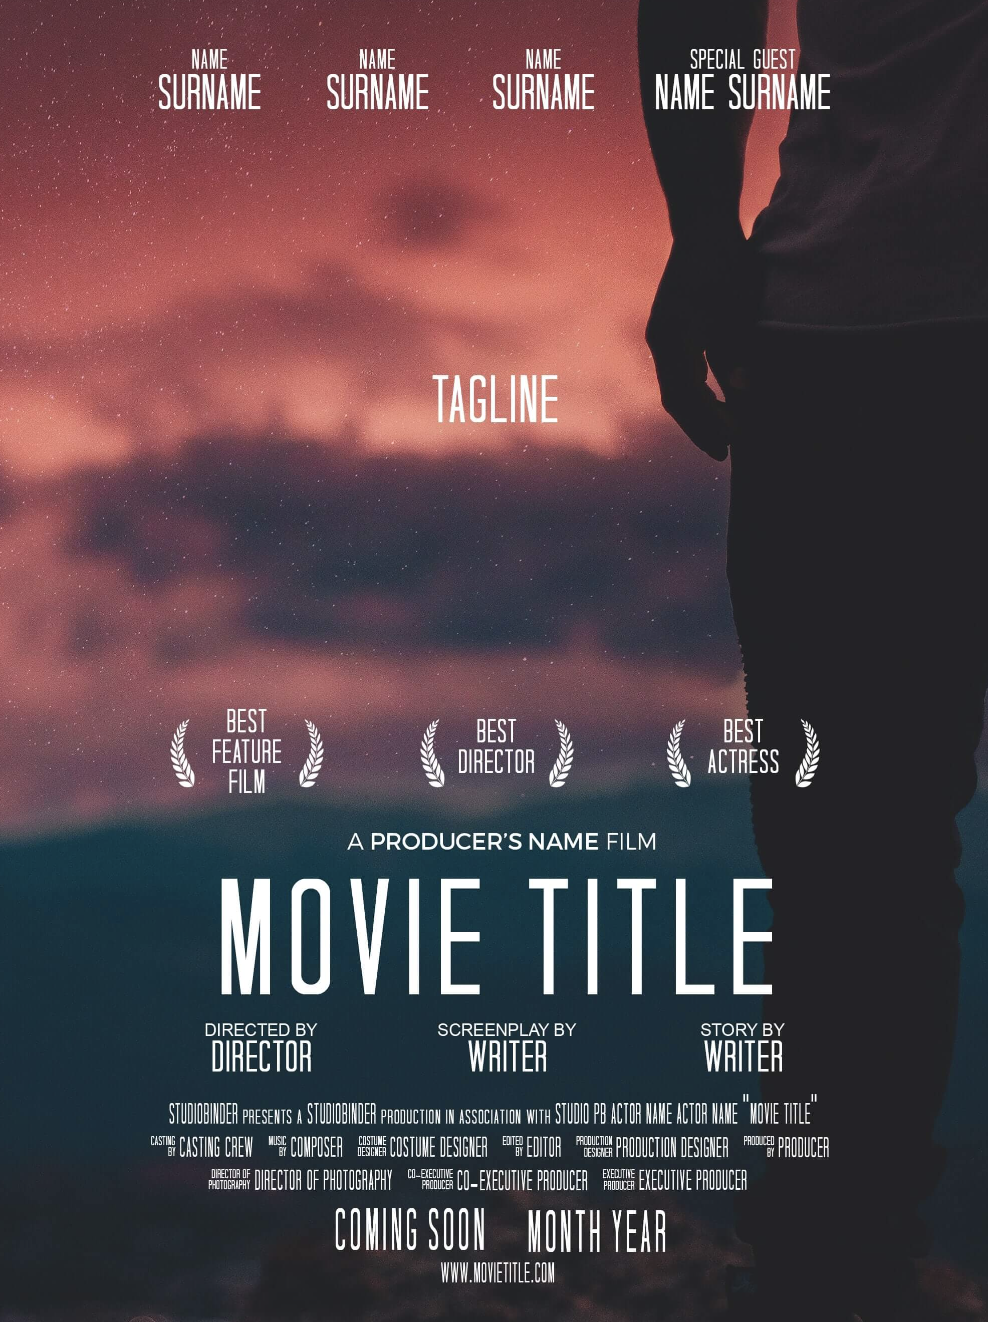 NAME NAME NAME SPECIAL GUEST
SURNAME SURNAME SURNAME NAME SURNAME
TAGLINE
BEST
FEATURE
FILM
BEST
DIRECTOR
BEST
ACTRESS
A PRODUCER'S NAME FILM
MOVIE TITLE
DIRECTED BY SCREENPLAY BY STORY BY
DIRECTOR WRITER WRITER
STUDIOBINDER PRESENTS A STUDIOBINDER PRODUCTION IN ASSOCIATION WITH STUDIO PB ACTOR NAME ACTOR NAME "MOVIE TITLE"
CASTING BY CASTING CREW MUSIC BY COMPOSER COSTUME DESIGNER COSTUME DESIGNER EDITED BY EDITOR PRODUCTION DESIGNER PRODUCTION DESIGNER PRODUCED BY PRODUCER
DIRECTOR OF PHOTOGRAPHY DIRECTOR OF PHOTOGRAPHY CO-EXECUTIVE PRODUCER CO-EXECUTIVE PRODUCER EXECUTIVE PRODUCER EXECUTIVE PRODUCER
COMING SOON MONTH YEAR
WWW.MOVIETITLE.COM